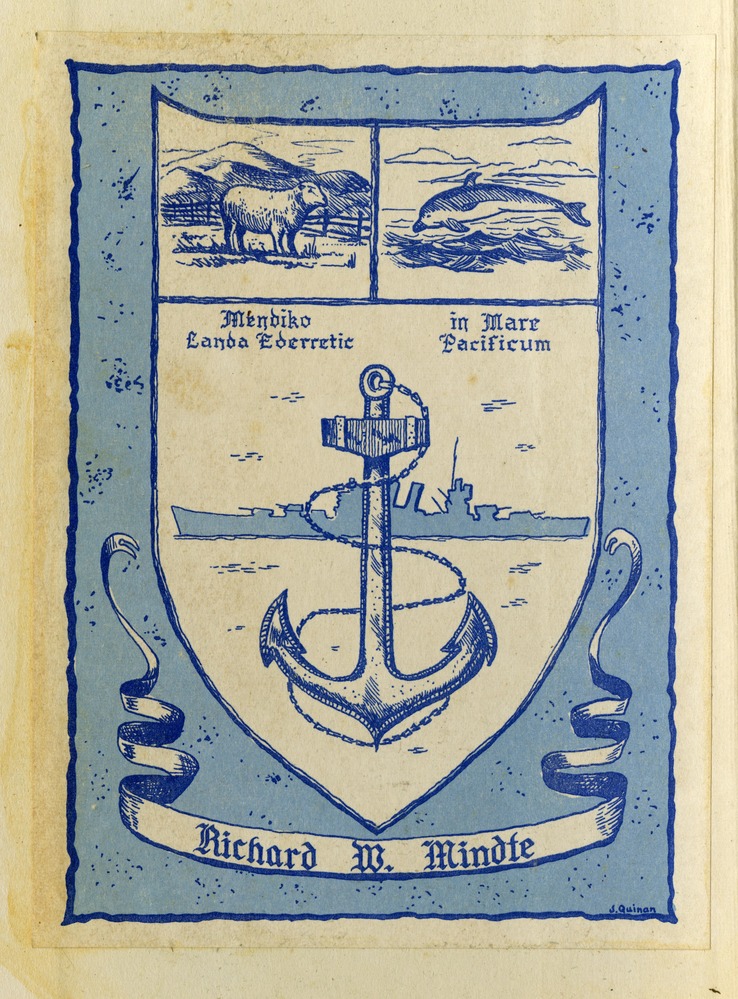 Mendiko
Landa Ederretic
in Mare
Pacificum
Richard W. Mindte
J. Quinan